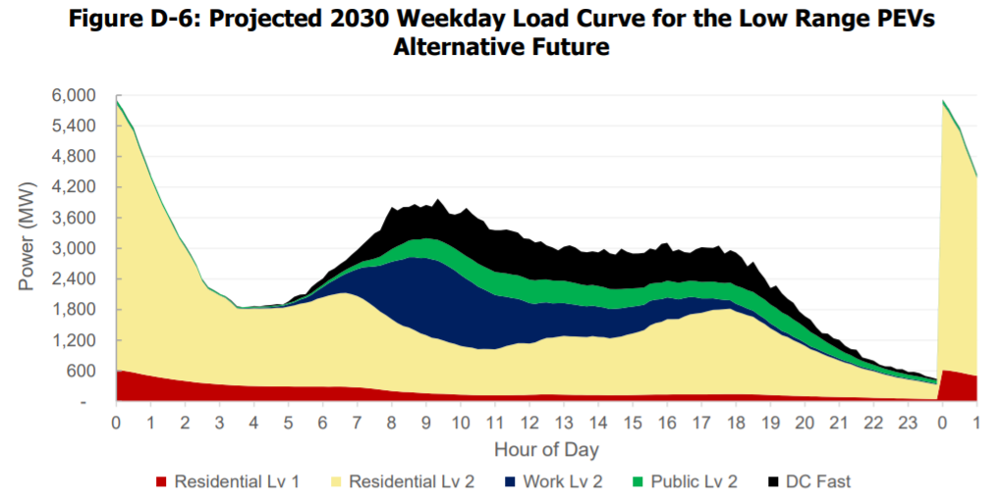 Figure D-6: Projected 2030 Weekday Load Curve for the Low Range PEVs
Alternative Future
6,000
5,400
4,800
4,200
3,600
3,000
2,400
1,800
1,200
600
-
Power (MW)
0 1 2 3 4 5 6 7 8 9 10 11 12 13 14 15 16 17 18 19 20 21 22 23 0 1
Hour of Day
Residential Lv 1 Residential Lv 2 Work Lv 2 Public Lv 2 DC Fast